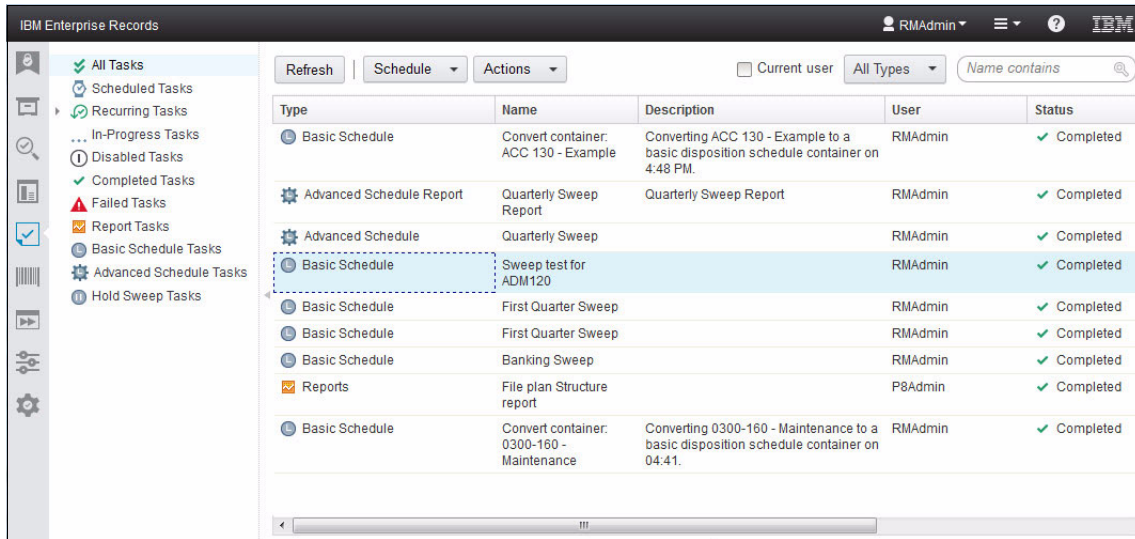 IBM Enterprise Records
RMAdmin
?
IBM
All Tasks
Scheduled Tasks
Recurring Tasks
In-Progress Tasks
Disabled Tasks
Completed Tasks
Failed Tasks
Report Tasks
Basic Schedule Tasks
Advanced Schedule Tasks
Hold Sweep Tasks
Refresh Schedule Actions Current user All Types Name contains
Type Name Description User Status
Basic Schedule Convert container: Converting ACC 130 - Example to a RMAdmin Completed
ACC 130 - Example basic disposition schedule container on
4:48 PM.
Advanced Schedule Report Quarterly Sweep Quarterly Sweep Report RMAdmin Completed
Report
Advanced Schedule Quarterly Sweep RMAdmin Completed
Basic Schedule Sweep test for RMAdmin Completed
ADM120
Basic Schedule First Quarter Sweep RMAdmin Completed
Basic Schedule First Quarter Sweep RMAdmin Completed
Basic Schedule Banking Sweep RMAdmin Completed
Reports File plan Structure P8Admin Completed
report
Basic Schedule Convert container: Converting 0300-160 - Maintenance to a RMAdmin Completed
0300-160 - basic disposition schedule container on
Maintenance 04:41.